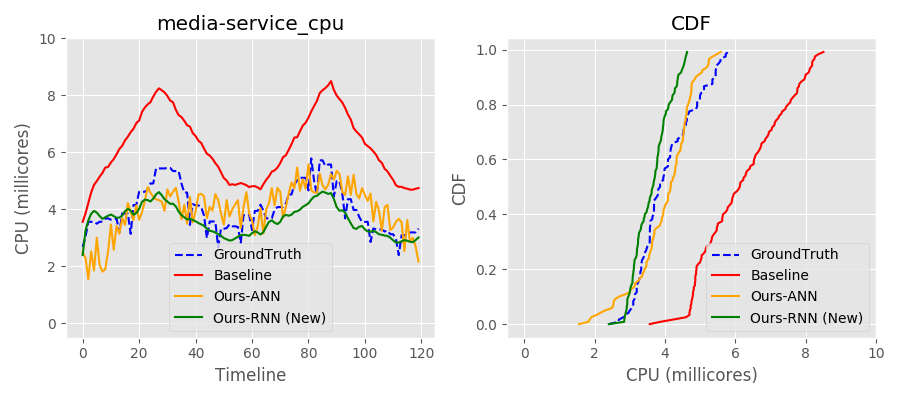 media-service_cpu
CPU (millicores)
10
8
6
4
2
0
0 20 40 60 80 100 120
Timeline
GroundTruth
Baseline
Ours-ANN
Ours-RNN (New)
CDF
CDF
1.0
0.8
0.6
0.4
0.2
0.0
0 2 4 6 8 10
CPU (millicores)
GroundTruth
Baseline
Ours-ANN
Ours-RNN (New)